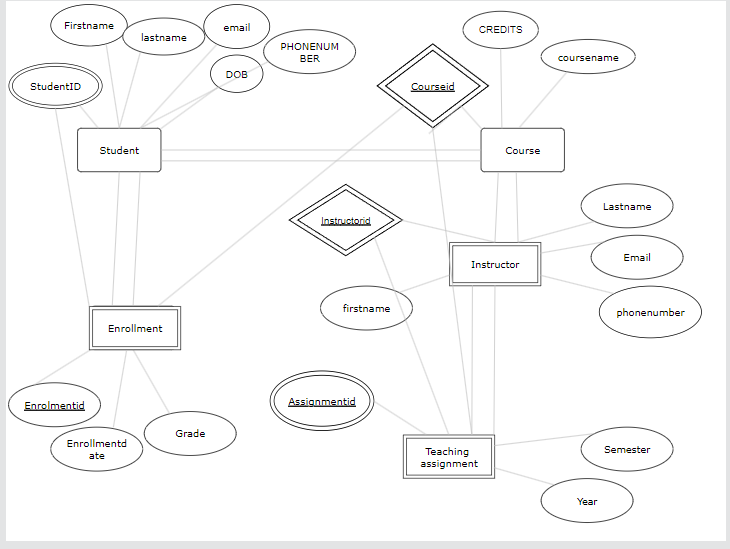 Firstname
lastname
email
PHONENUM
BER
DOB
StudentID
CREDITS
coursename
Courseid
Student
Course
Instructorid
Lastname
Email
phonenumber
Instructor
firstname
Enrollment
Assignmentid
Enrolmentid
Enrollmentd
ate
Grade
Teaching
assignment
Semester
Year